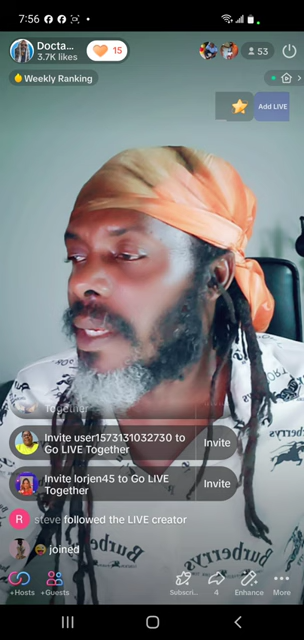 7:56
Docta...
3.7K likes
15
53
Weekly Ranking
Add LIVE
Together
Invite user1573131032730 to
Go LIVE Together
Invite
Invite lorjen45 to Go LIVE
Together
Invite
R
steve followed the LIVE creator
joined
Burberrys
+Hosts
+Guests
Subscri...
4
Enhance
More